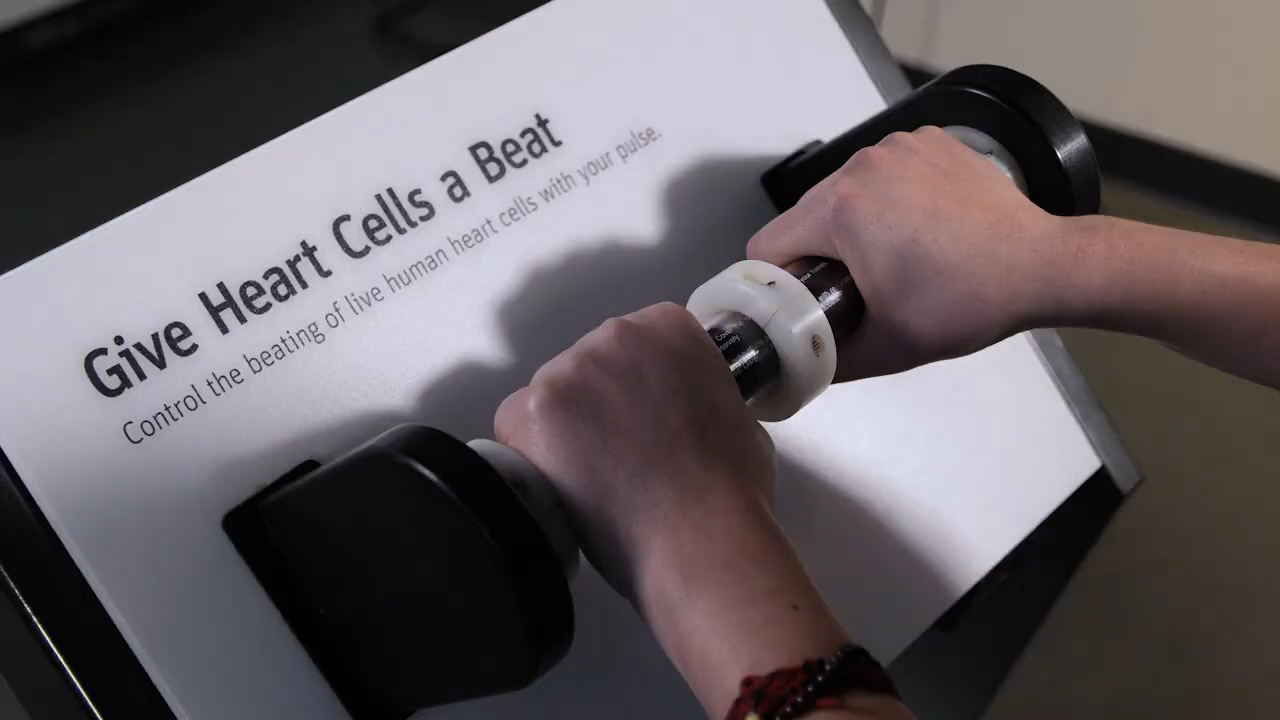 Give Heart Cells a Beat
Control the beating of live human heart cells with your pulse.